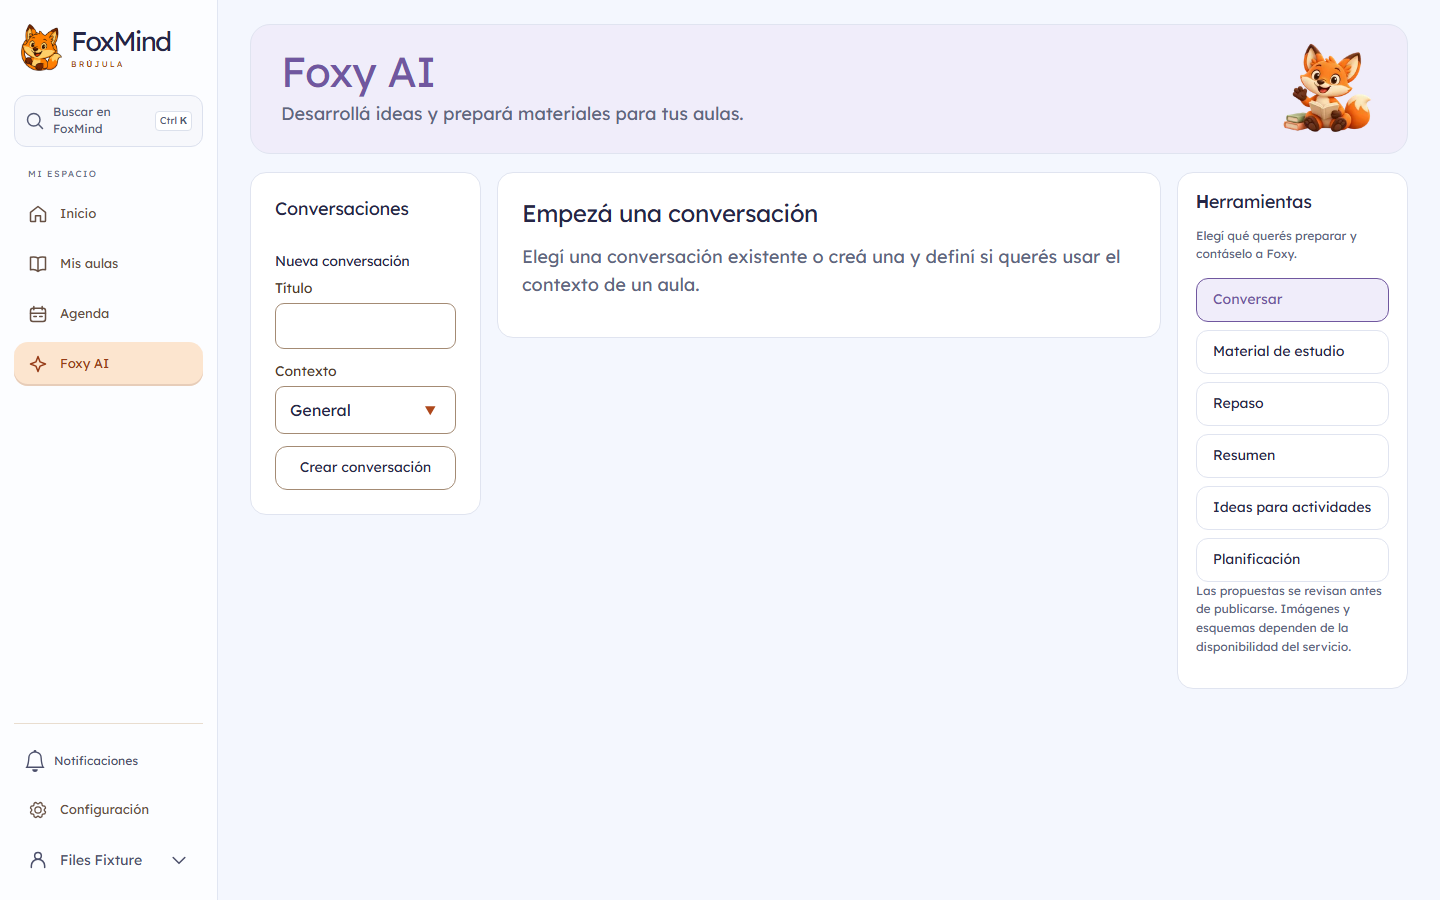 FoxMind
BRÚJULA
Buscar en
FoxMind
Ctrl K
MI ESPACIO
Inicio
Mis aulas
Agenda
Foxy AI
Notificaciones
Configuración
Files Fixture
Foxy AI
Desarrollá ideas y prepará materiales para tus aulas.
Conversaciones
Nueva conversación
Título
Contexto
General
Crear conversación
Empezá una conversación
Elegí una conversación existente o creá una y definí si querés usar el
contexto de un aula.
Herramientas
Elegí qué querés preparar y
contáselo a Foxy.
Conversar
Material de estudio
Repaso
Resumen
Ideas para actividades
Planificación
Las propuestas se revisan antes
de publicarse. Imágenes y
esquemas dependen de la
disponibilidad del servicio.